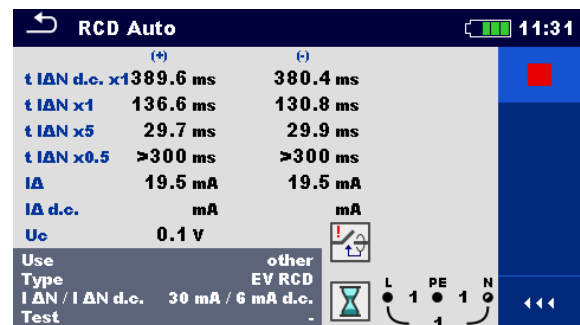 RCD Auto 11:31
(+) (-)
t IΔN d.c. x1 389.6 ms 380.4 ms
t IΔN x1 136.6 ms 130.8 ms
t IΔN x5 29.7 ms 29.9 ms
t IΔN x0.5 >300 ms >300 ms
IΔ 19.5 mA 19.5 mA
IΔ d.c. mA mA
Uc 0.1 V
Use other
Type EV RCD
I ΔN / I ΔN d.c. 30 mA / 6 mA d.c.
Test -
L PE N
1 1
1